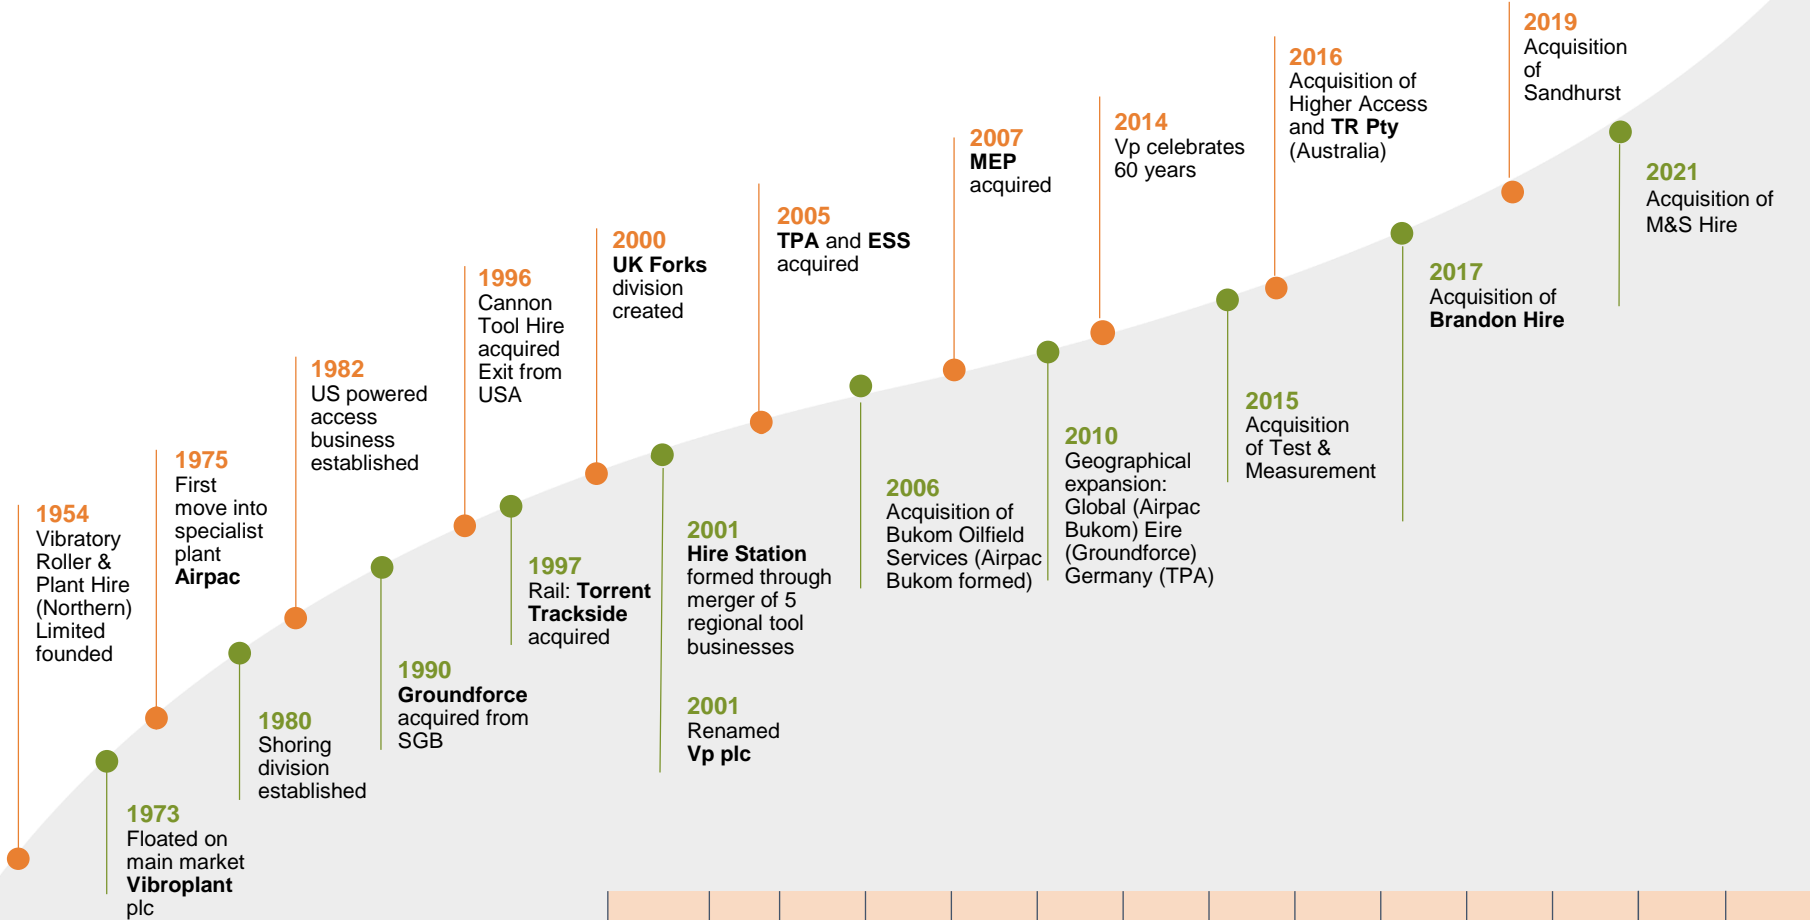 1954
Vibratory
Roller &
Plant Hire
(Northern)
Limited
founded
1973
Floated on
main market
Vibroplant
plc
1975
First
move into
specialist
plant
Airpac
1980
Shoring
division
established
1982
US powered
access
business
established
1990
Groundforce
acquired from
SGB
1996
Cannon
Tool Hire
acquired
Exit from
USA
1997
Rail: Torrent
Trackside
acquired
2000
UK Forks
division
created
2001
Hire Station
formed through
merger of 5
regional tool
businesses
2001
Renamed
Vp plc
2005
TPA and ESS
acquired
2006
Acquisition of
Bukom Oilfield
Services (Airpac
Bukom formed)
2007
MEP
acquired
2010
Geographical
expansion:
Global (Airpac
Bukom) Eire
(Groundforce)
Germany (TPA)
2014
Vp celebrates
60 years
2015
Acquisition
of Test &
Measurement
2016
Acquisition of
Higher Access
and TR Pty
(Australia)
2017
Acquisition of
Brandon Hire
2019
Acquisition
of
Sandhurst
2021
Acquisition of
M&S Hire